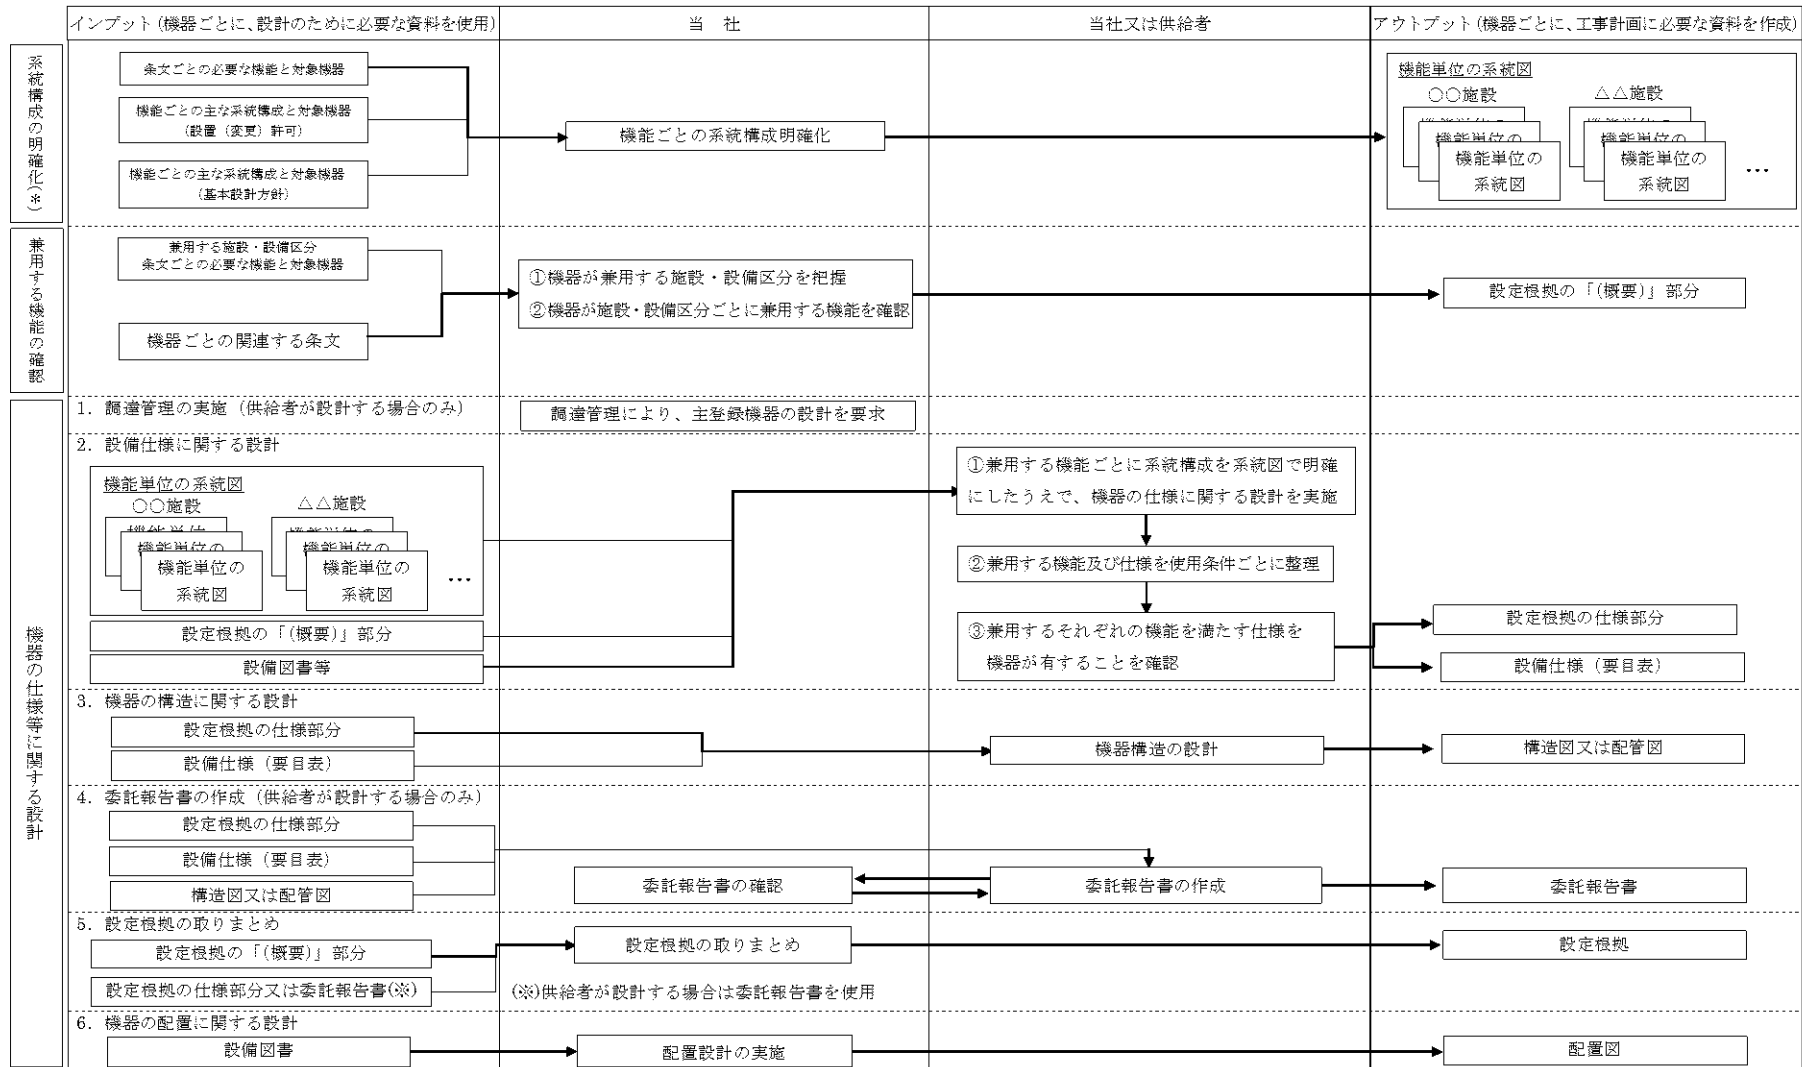 インプット(機器ごとに、設計のために必要な資料を使用)
当　社
当社又は供給者
アウトプット(機器ごとに、工事計画に必要な資料を作成)
系統構成の明確化(*)
条文ごとの必要な機能と対象機器
機能ごとの主な系統構成と対象機器
(設置（変更）許可)
機能ごとの主な系統構成と対象機器
(基本設計方針)
機能ごとの系統構成明確化
機能単位の系統図
○○施設
△△施設
機能単位の
機能単位の
機能単位の
系統図
機能単位の
系統図
…
兼用する機能の確認
兼用する施設・設備区分
条文ごとの必要な機能と対象機器
機器ごとの関連する条文
①機器が兼用する施設・設備区分を把握
②機器が施設・設備区分ごとに兼用する機能を確認
設定根拠の「(概要)」部分
機器の仕様等に関する設計
1. 調達管理の実施（供給者が設計する場合のみ）
調達管理により、主登録機器の設計を要求
2. 設備仕様に関する設計
機能単位の系統図
○○施設
△△施設
機能単位の
機能単位の
機能単位の
系統図
機能単位の
系統図
…
設定根拠の「(概要)」部分
設備図書等
①兼用する機能ごとに系統構成を系統図で明確
にしたうえで、機器の仕様に関する設計を実施
②兼用する機能及び仕様を使用条件ごとに整理
③兼用するそれぞれの機能を満たす仕様を
機器が有することを確認
設定根拠の仕様部分
設備仕様（要目表）
3. 機器の構造に関する設計
設定根拠の仕様部分
設備仕様（要目表）
機器構造の設計
構造図又は配管図
4. 委託報告書の作成（供給者が設計する場合のみ）
設定根拠の仕様部分
設備仕様（要目表）
構造図又は配管図
委託報告書の確認
委託報告書の作成
委託報告書
5. 設定根拠の取りまとめ
設定根拠の「(概要)」部分
設定根拠の仕様部分又は委託報告書(※)
設定根拠の取りまとめ
(※)供給者が設計する場合は委託報告書を使用
設定根拠
6. 機器の配置に関する設計
設備図書
配置設計の実施
配置図